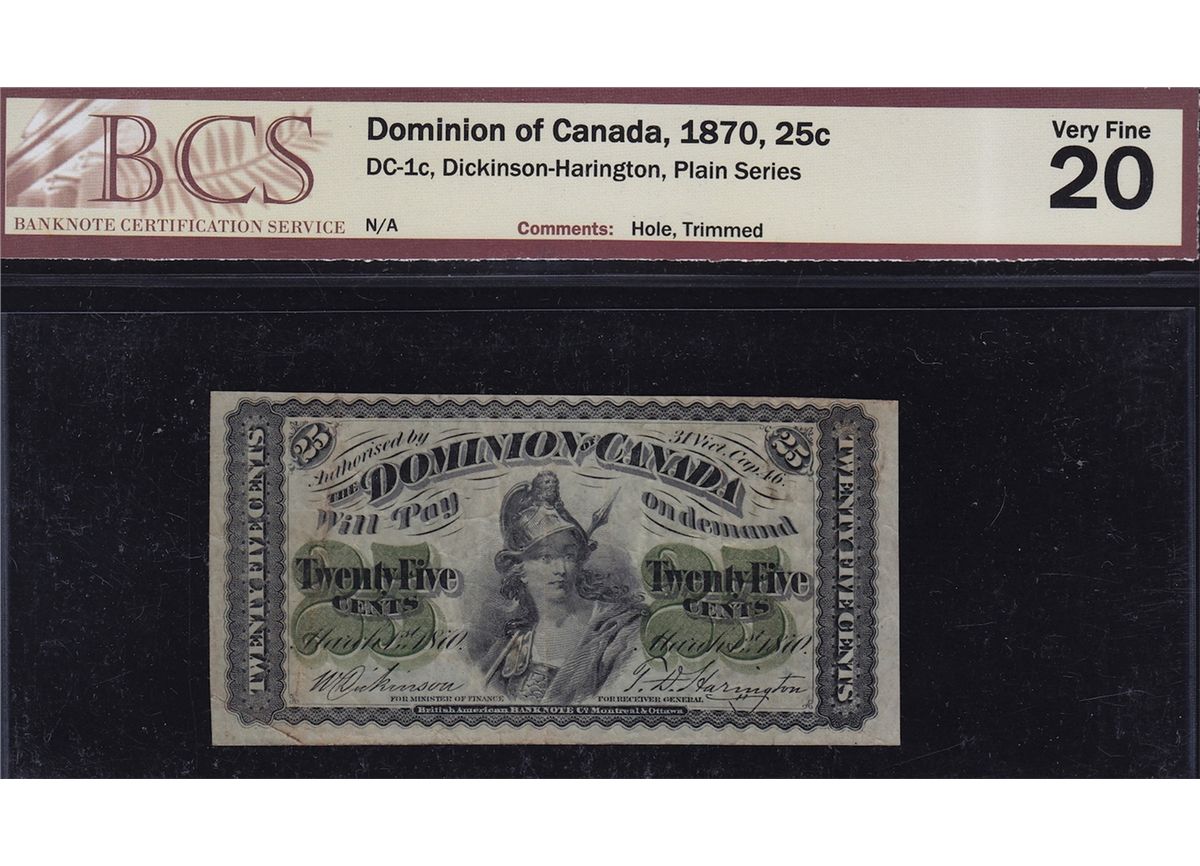 BCS
BANKNOTE CERTIFICATION SERVICE
Dominion of Canada, 1870, 25c
DC-1c, Dickinson-Harington, Plain Series
N/A
Comments: Hole, Trimmed
Very Fine
20
25
Authorised by
31 Vict. Cap. 46.
25
THE DOMINION OF CANADA
Will Pay
on demand
TWENTY FIVE CENTS
25
Twenty-Five
CENTS
March 1st 1870.
25
Twenty-Five
CENTS
March 1st 1870.
TWENTY FIVE CENTS
W Dickinson
FOR MINISTER OF FINANCE
T. D. Harington
FOR RECEIVER GENERAL
British American BANKNOTE Co Montreal & Ottawa